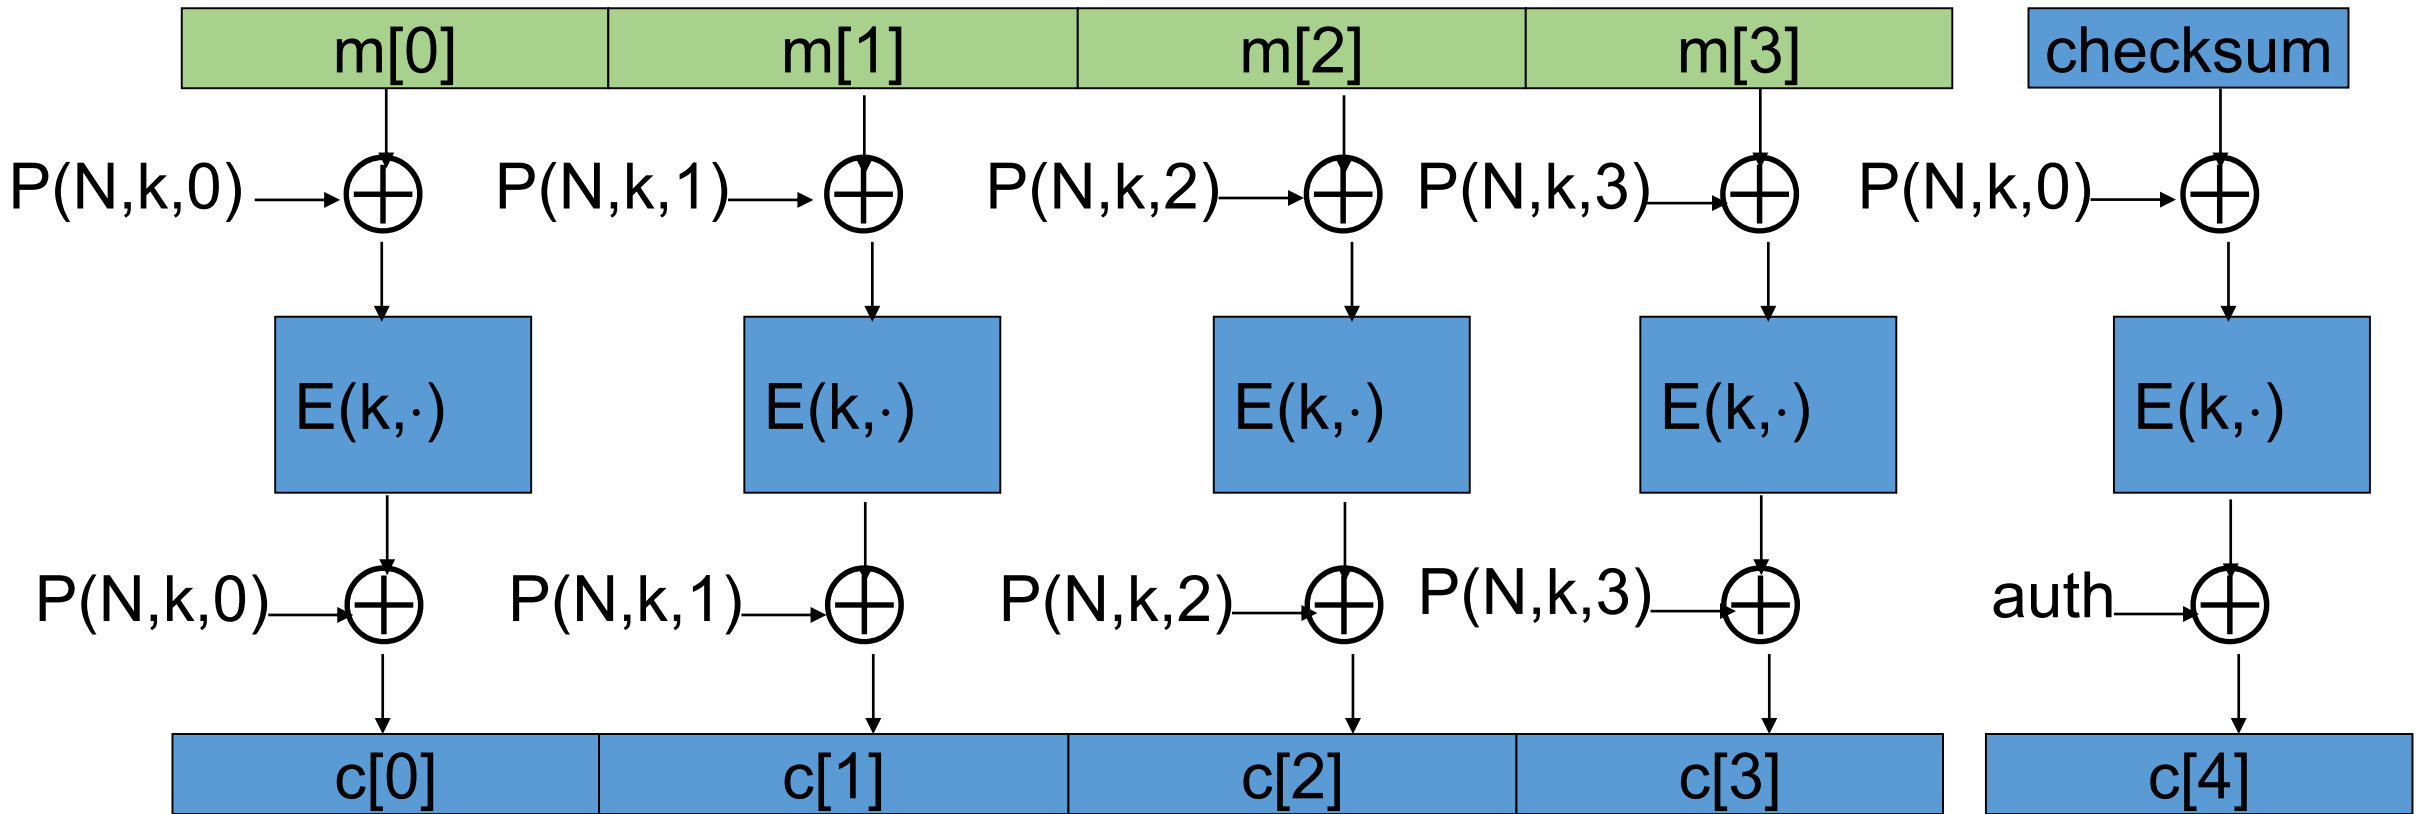 m[0] m[1] m[2] m[3] checksum
P(N,k,0) P(N,k,1) P(N,k,2) P(N,k,3) P(N,k,0)
E(k,·) E(k,·) E(k,·) E(k,·) E(k,·)
P(N,k,0) P(N,k,1) P(N,k,2) P(N,k,3) auth
c[0] c[1] c[2] c[3] c[4]